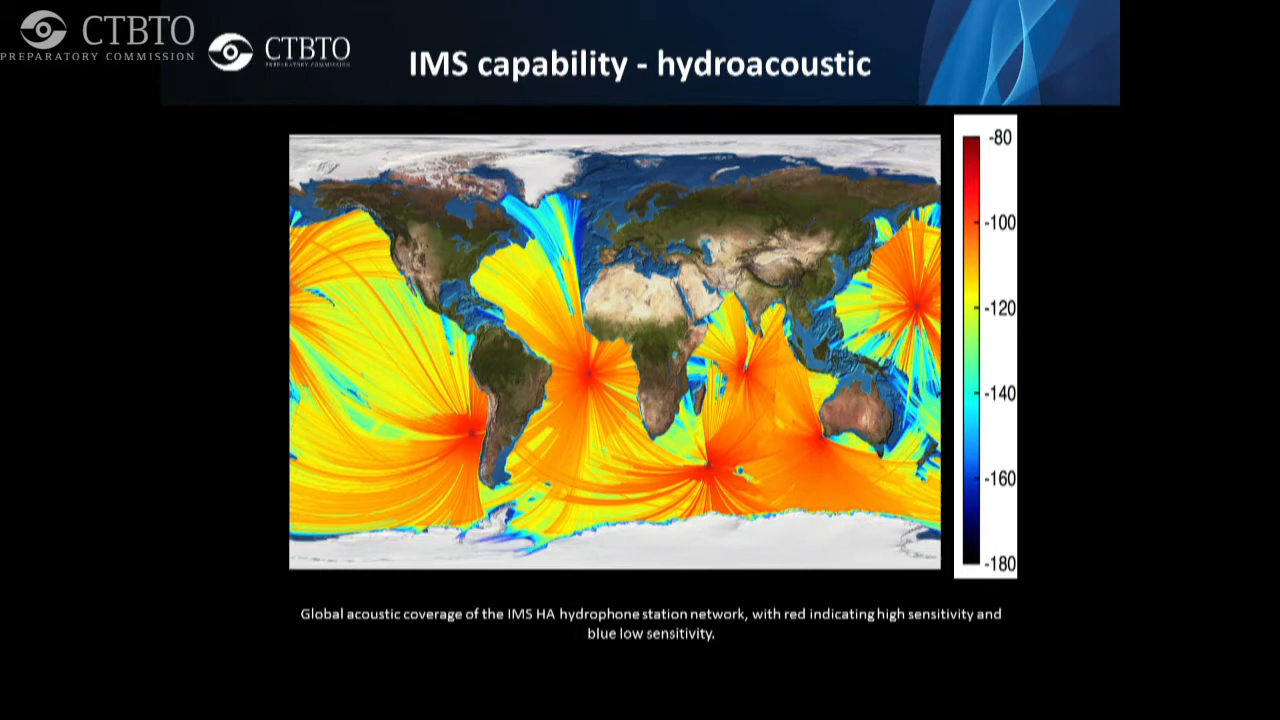 CTBTO
PREPARATORY COMMISSION
CTBTO
PREPARATORY COMMISSION
IMS capability - hydroacoustic
-80
-100
-120
-140
-160
-180
Global acoustic coverage of the IMS HA hydrophone station network, with red indicating high sensitivity and
blue low sensitivity.